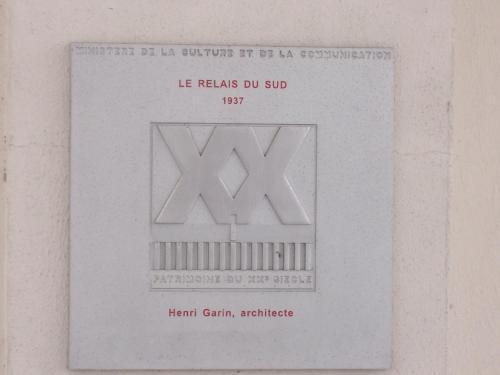 MINISTERE DE LA CULTURE ET DE LA COMMUNICATION
LE RELAIS DU SUD
1937
XX
PATRIMOINE DU XXᵉ SIECLE
Henri Garin, architecte